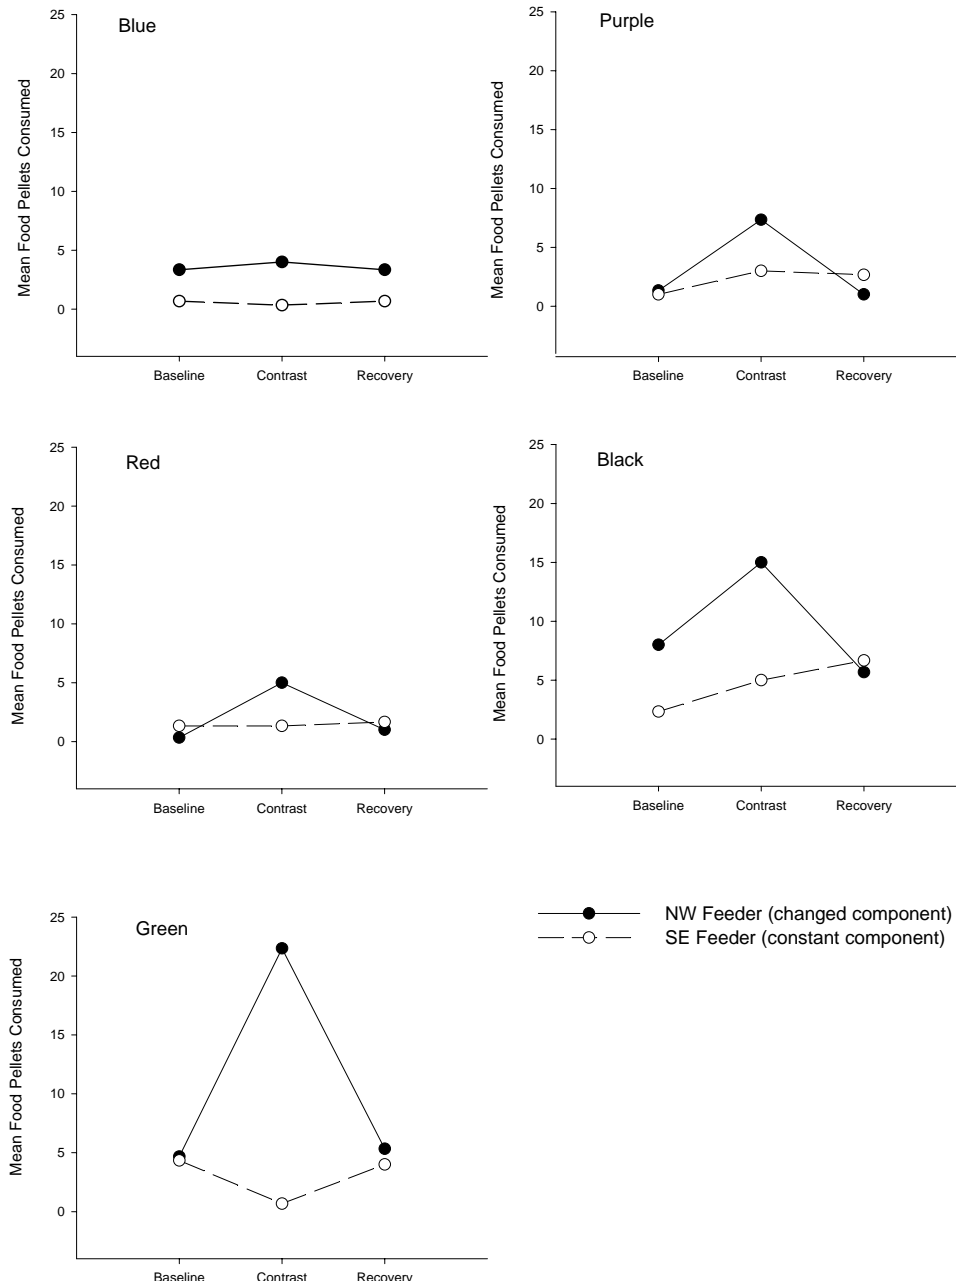 Blue
Mean Food Pellets Consumed
25
20
15
10
5
0
Baseline Contrast Recovery
Purple
Mean Food Pellets Consumed
25
20
15
10
5
0
Baseline Contrast Recovery
Red
Mean Food Pellets Consumed
25
20
15
10
5
0
Baseline Contrast Recovery
Black
Mean Food Pellets Consumed
25
20
15
10
5
0
Baseline Contrast Recovery
Green
Mean Food Pellets Consumed
25
20
15
10
5
0
Baseline Contrast Recovery
NW Feeder (changed component)
SE Feeder (constant component)